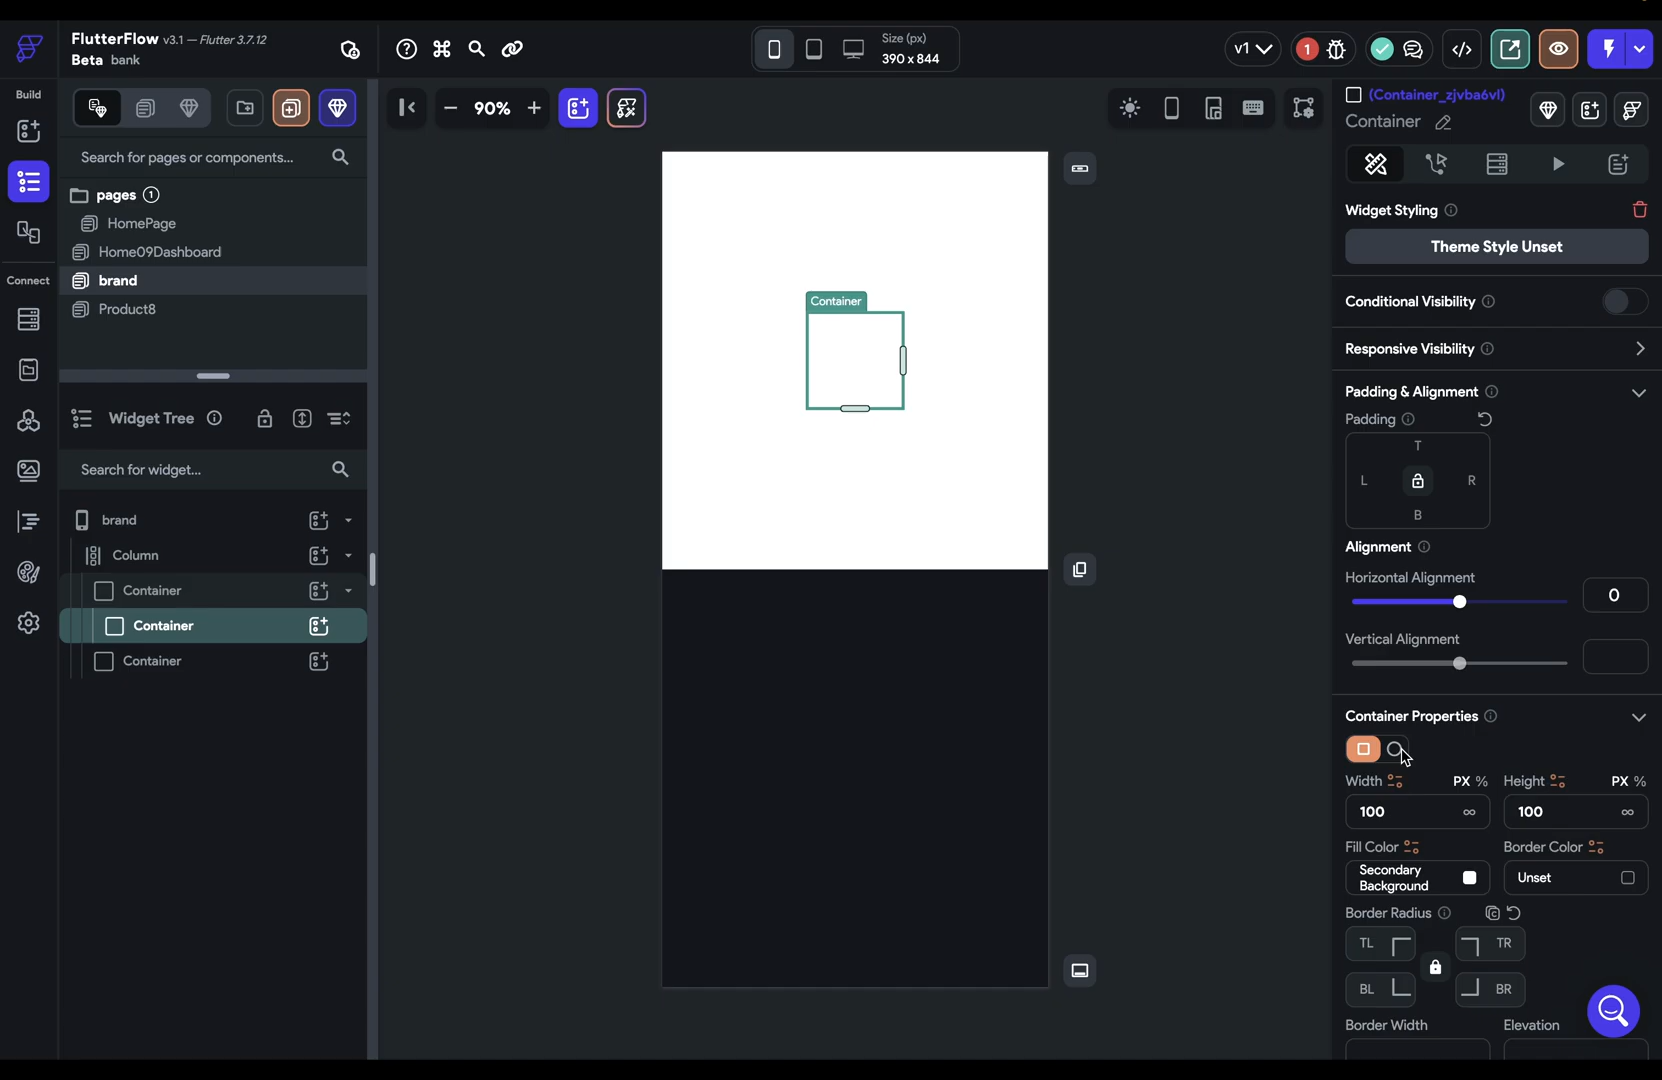 FlutterFlow v3.1 — Flutter 3.7.12
Beta bank
Size (px)
390 x 844
v1
1
Build
Connect
Search for pages or components...
pages 1
HomePage
Home09Dashboard
brand
Product8
Widget Tree
Search for widget...
brand
Column
Container
Container
Container
90%
Container
(Container_zjvba6vl)
Container
Widget Styling
Theme Style Unset
Conditional Visibility
Responsive Visibility
Padding & Alignment
Padding
T
L R
B
Alignment
Horizontal Alignment
0
Vertical Alignment
Container Properties
Width PX % Height PX %
100 ∞ 100 ∞
Fill Color Border Color
Secondary
Background
Unset
Border Radius
TL TR
BL BR
Border Width Elevation